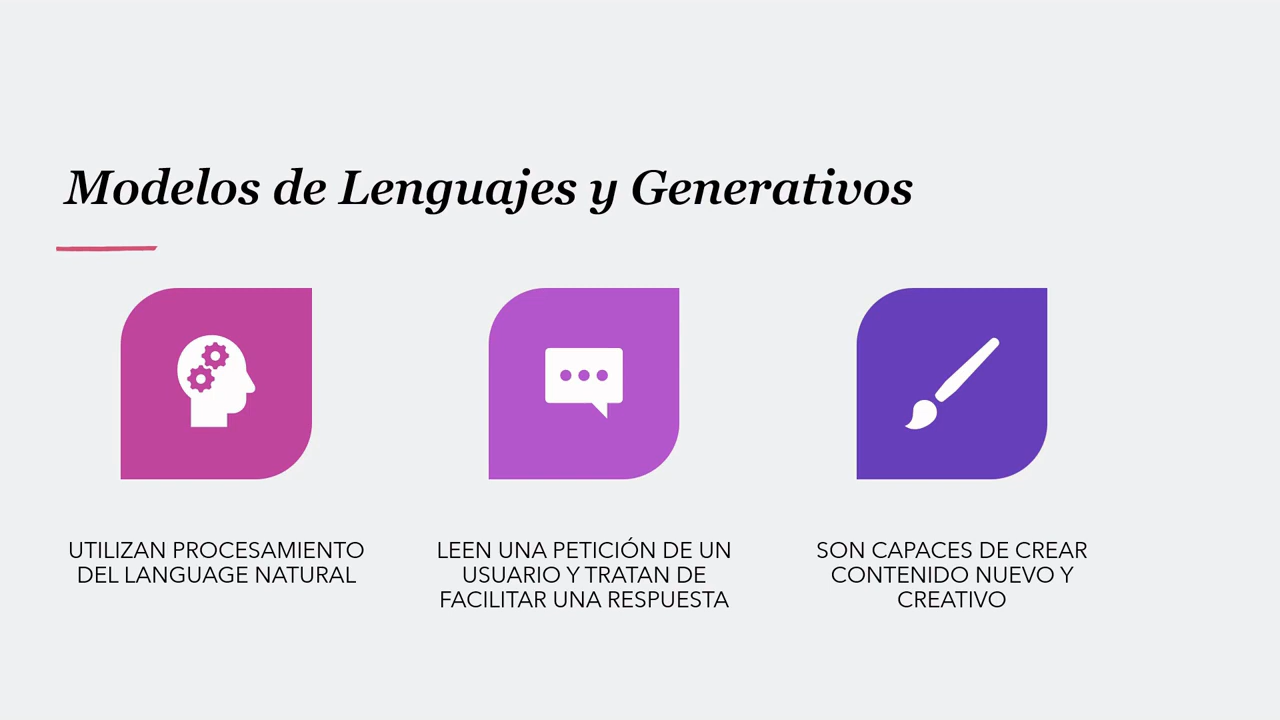 Modelos de Lenguajes y Generativos
UTILIZAN PROCESAMIENTO
DEL LANGUAGE NATURAL
LEEN UNA PETICIÓN DE UN
USUARIO Y TRATAN DE
FACILITAR UNA RESPUESTA
SON CAPACES DE CREAR
CONTENIDO NUEVO Y
CREATIVO